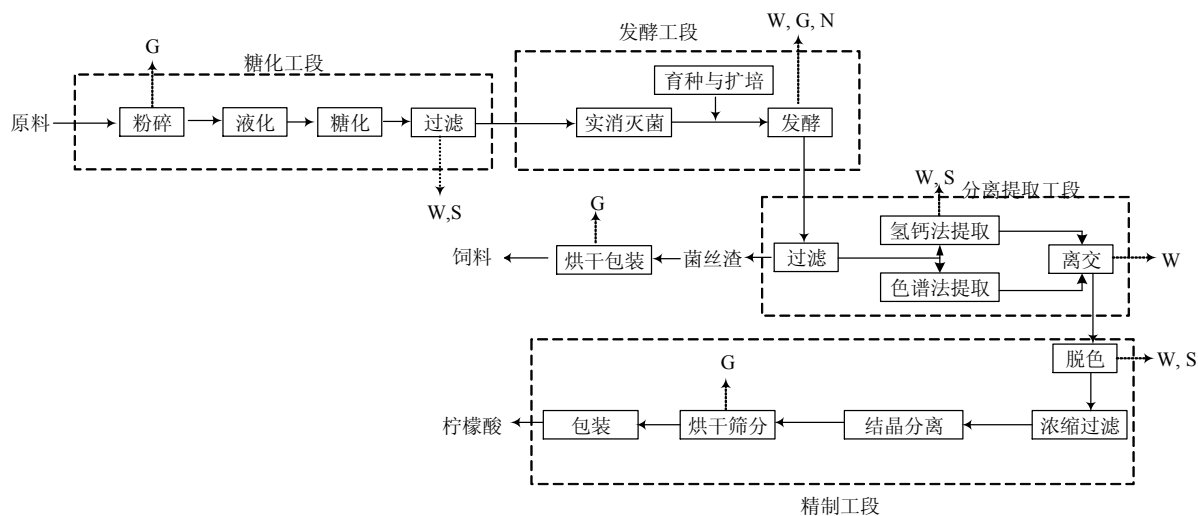 W, G, N
发酵工段
G
糖化工段
育种与扩培
原料
粉碎
液化
糖化
过滤
实消灭菌
发酵
W,S
W, S
分离提取工段
G
氢钙法提取
饲料
烘干包装
菌丝渣
过滤
离交
W
色谱法提取
脱色
W, S
G
柠檬酸
包装
烘干筛分
结晶分离
浓缩过滤
精制工段